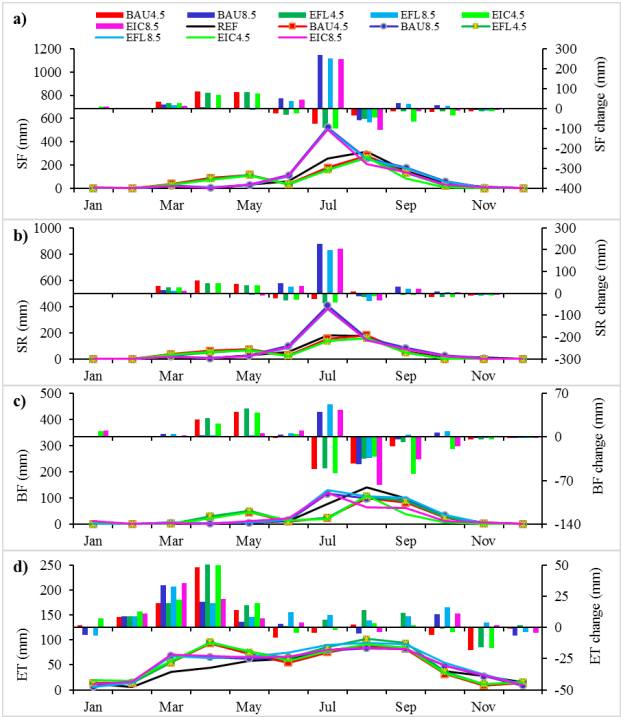 a)
BAU4.5 BAU8.5 EFL4.5 EFL8.5 EIC4.5
EIC8.5 REF BAU4.5 BAU8.5 EFL4.5
EFL8.5 EIC4.5 EIC8.5
1200 300
1000 200
800 100
0
600 -100
400 -200
200 -300
0 -400
SF (mm)
SF change (mm)
Jan Mar May Jul Sep Nov
b)
1000 300
800 200
600 100
0
400 -100
200 -200
0 -300
SR (mm)
SR change (mm)
Jan Mar May Jul Sep Nov
c)
500 70
400
300 0
200 -70
100
0 -140
BF (mm)
BF change (mm)
Jan Mar May Jul Sep Nov
d)
250 50
200 25
150 0
100
50 -25
0 -50
ET (mm)
ET change (mm)
Jan Mar May Jul Sep Nov